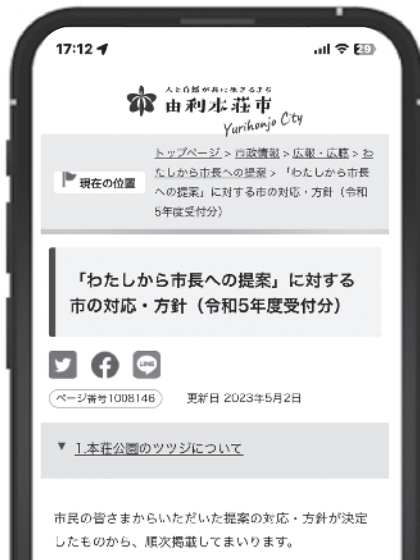 17:12
29
人と自然が共に生きるまち
由利本荘市
Yurihonjo City
現在の位置
トップページ > 市政情報 > 広報・広聴 > わ
たしから市長への提案 > 「わたしから市長
への提案」に対する市の対応・方針（令和
5年度受付分）
「わたしから市長への提案」に対する
市の対応・方針（令和5年度受付分）
LINE
ページ番号1008146
更新日 2023年5月2日
▼ 1.本荘公園のツツジについて
市民の皆さまからいただいた提案の対応・方針が決定
したものから、順次掲載してまいります。